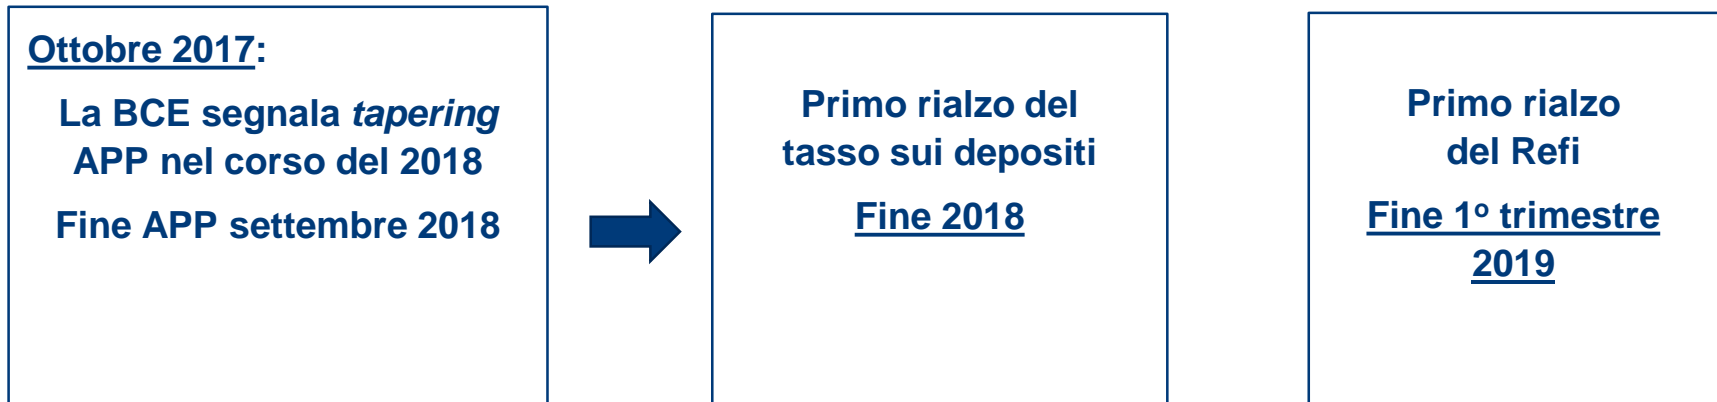 Ottobre 2017:
La BCE segnala tapering
APP nel corso del 2018
Fine APP settembre 2018
Primo rialzo del
tasso sui depositi
Fine 2018
Primo rialzo
del Refi
Fine 1º trimestre
2019